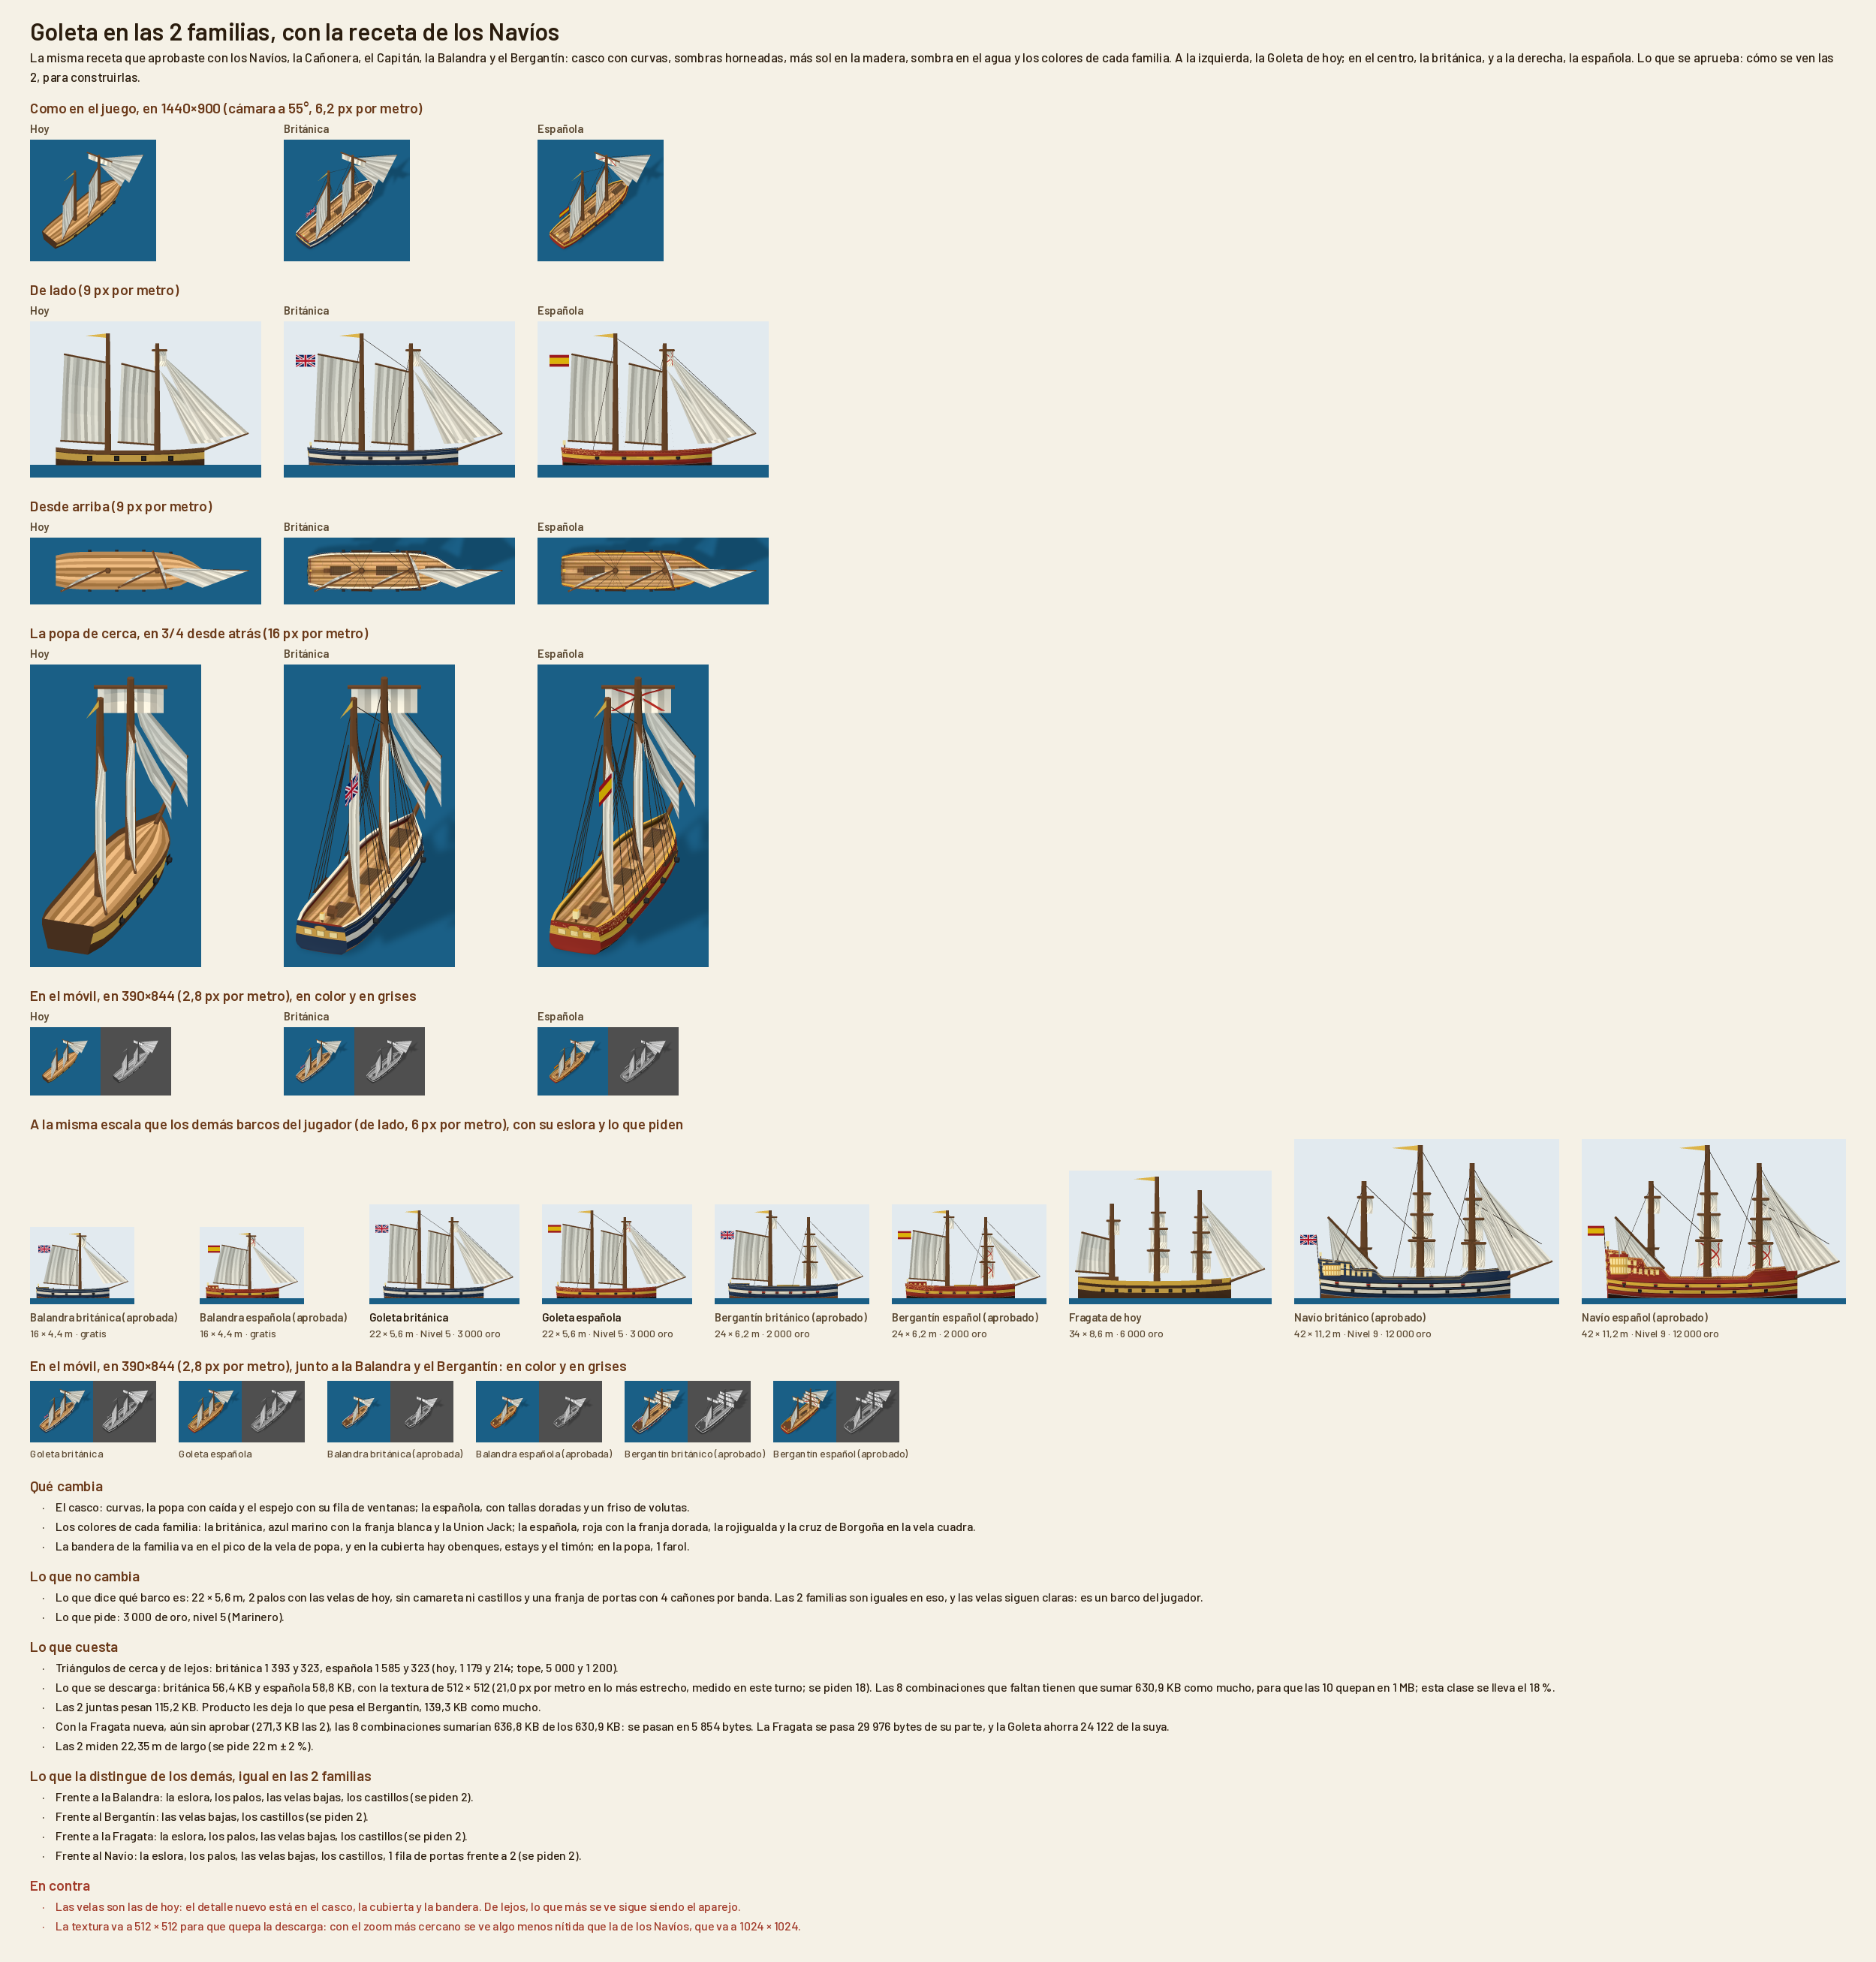 Goleta en las 2 familias, con la receta de los Navíos
La misma receta que aprobaste con los Navíos, la Cañonera, el Capitán, la Balandra y el Bergantín: casco con curvas, sombras horneadas, más sol en la madera, sombra en el agua y los colores de cada familia. A la izquierda, la Goleta de hoy; en el centro, la británica, y a la derecha, la española. Lo que se aprueba: cómo se ven las
2, para construirlas.
Como en el juego, en 1440×900 (cámara a 55°, 6,2 px por metro)
Hoy Británica Española
De lado (9 px por metro)
Hoy Británica Española
Desde arriba (9 px por metro)
Hoy Británica Española
La popa de cerca, en 3/4 desde atrás (16 px por metro)
Hoy Británica Española
En el móvil, en 390×844 (2,8 px por metro), en color y en grises
Hoy Británica Española
A la misma escala que los demás barcos del jugador (de lado, 6 px por metro), con su eslora y lo que piden
Balandra británica (aprobada) Balandra española (aprobada) Goleta británica Goleta española Bergantín británico (aprobado) Bergantín español (aprobado) Fragata de hoy Navío británico (aprobado) Navío español (aprobado)
16 × 4,4 m · gratis 16 × 4,4 m · gratis 22 × 5,6 m · Nivel 5 · 3 000 oro 22 × 5,6 m · Nivel 5 · 3 000 oro 24 × 6,2 m · 2 000 oro 24 × 6,2 m · 2 000 oro 34 × 8,6 m · 6 000 oro 42 × 11,2 m · Nivel 9 · 12 000 oro 42 × 11,2 m · Nivel 9 · 12 000 oro
En el móvil, en 390×844 (2,8 px por metro), junto a la Balandra y el Bergantín: en color y en grises
Goleta británica Goleta española Balandra británica (aprobada) Balandra española (aprobada) Bergantín británico (aprobado) Bergantín español (aprobado)
Qué cambia
· El casco: curvas, la popa con caída y el espejo con su fila de ventanas; la española, con tallas doradas y un friso de volutas.
· Los colores de cada familia: la británica, azul marino con la franja blanca y la Union Jack; la española, roja con la franja dorada, la rojigualda y la cruz de Borgoña en la vela cuadra.
· La bandera de la familia va en el pico de la vela de popa, y en la cubierta hay obenques, estays y el timón; en la popa, 1 farol.
Lo que no cambia
· Lo que dice qué barco es: 22 × 5,6 m, 2 palos con las velas de hoy, sin camareta ni castillos y una franja de portas con 4 cañones por banda. Las 2 familias son iguales en eso, y las velas siguen claras: es un barco del jugador.
· Lo que pide: 3 000 de oro, nivel 5 (Marinero).
Lo que cuesta
· Triángulos de cerca y de lejos: británica 1 393 y 323, española 1 585 y 323 (hoy, 1 179 y 214; tope, 5 000 y 1 200).
· Lo que se descarga: británica 56,4 KB y española 58,8 KB, con la textura de 512 × 512 (21,0 px por metro en lo más estrecho, medido en este turno; se piden 18). Las 8 combinaciones que faltan tienen que sumar 630,9 KB como mucho, para que las 10 quepan en 1 MB; esta clase se lleva el 18 %.
· Las 2 juntas pesan 115,2 KB. Producto les deja lo que pesa el Bergantín, 139,3 KB como mucho.
· Con la Fragata nueva, aún sin aprobar (271,3 KB las 2), las 8 combinaciones sumarían 636,8 KB de los 630,9 KB: se pasan en 5 854 bytes. La Fragata se pasa 29 976 bytes de su parte, y la Goleta ahorra 24 122 de la suya.
· Las 2 miden 22,35 m de largo (se pide 22 m ± 2 %).
Lo que la distingue de los demás, igual en las 2 familias
· Frente a la Balandra: la eslora, los palos, las velas bajas, los castillos (se piden 2).
· Frente al Bergantín: las velas bajas, los castillos (se piden 2).
· Frente a la Fragata: la eslora, los palos, las velas bajas, los castillos (se piden 2).
· Frente al Navío: la eslora, los palos, las velas bajas, los castillos, 1 fila de portas frente a 2 (se piden 2).
En contra
· Las velas son las de hoy: el detalle nuevo está en el casco, la cubierta y la bandera. De lejos, lo que más se ve sigue siendo el aparejo.
· La textura va a 512 × 512 para que quepa la descarga: con el zoom más cercano se ve algo menos nítida que la de los Navíos, que va a 1024 × 1024.